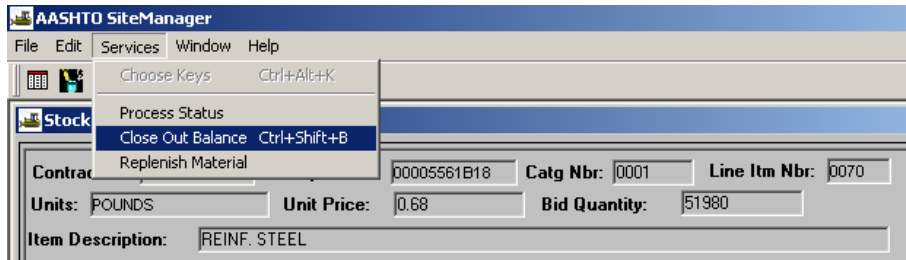 AASHTO SiteManager
File Edit Services Window Help
Choose Keys Ctrl+Alt+K
Process Status
Stock
Close Out Balance Ctrl+Shift+B
Replenish Material
Contrac 00005561B18 Catg Nbr: 0001 Line Itm Nbr: 0070
Units: POUNDS Unit Price: 0.68 Bid Quantity: 51980
Item Description: REINF. STEEL